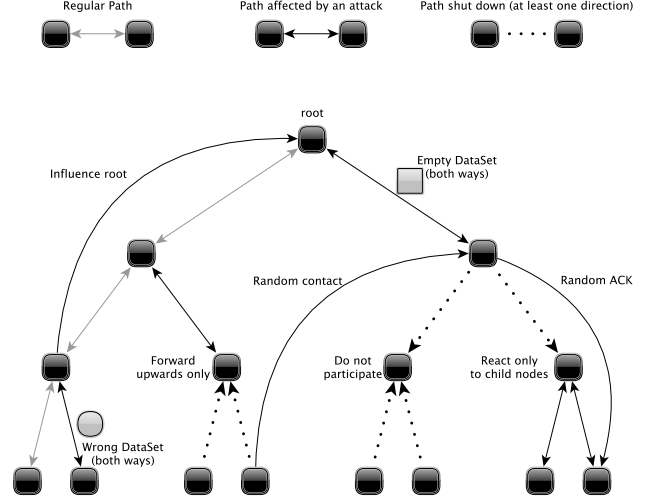 Regular Path
Path affected by an attack
Path shut down (at least one direction)
root
Empty DataSet
(both ways)
Influence root
Random contact
Random ACK
Forward
upwards only
Do not
participate
React only
to child nodes
Wrong DataSet
(both ways)